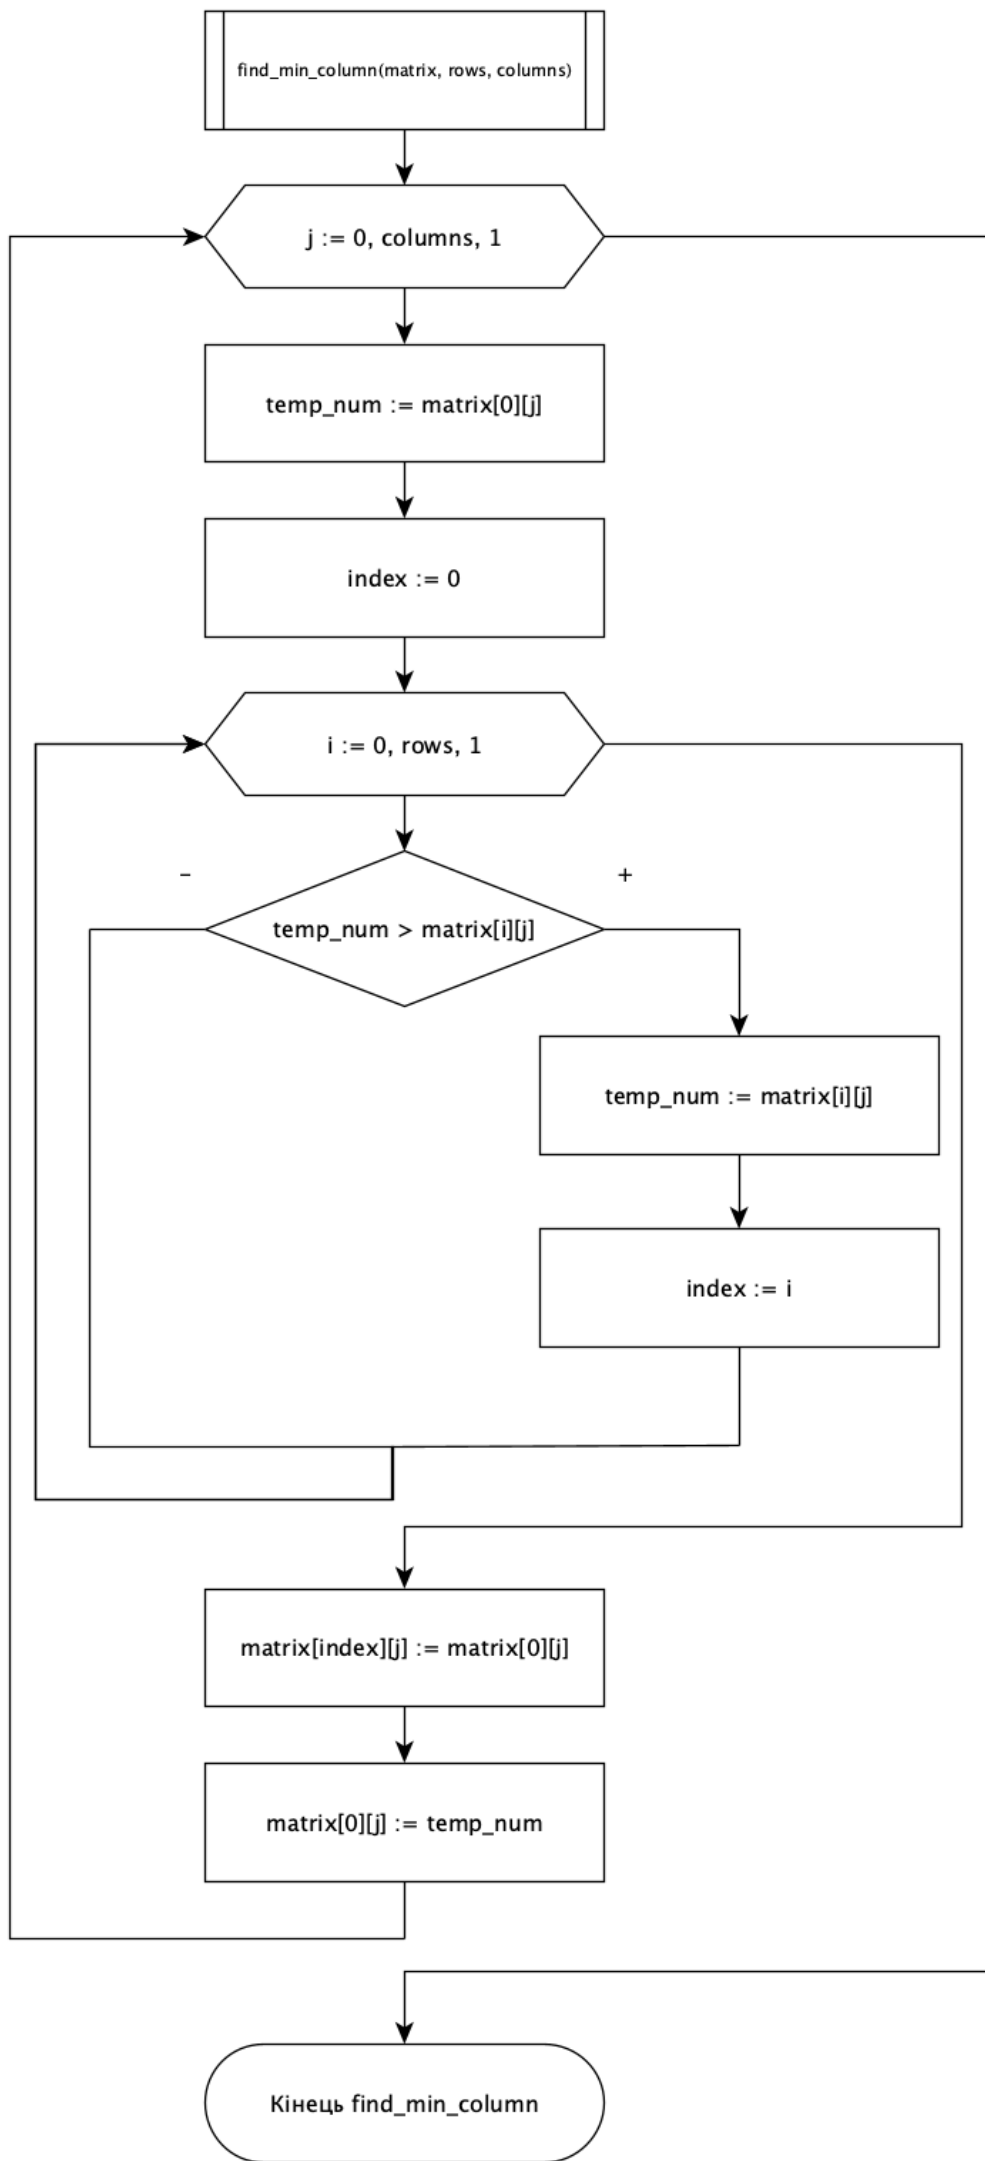 find_min_column(matrix, rows, columns)
j := 0, columns, 1
temp_num := matrix[0][j]
index := 0
i := 0, rows, 1
–
+
temp_num > matrix[i][j]
temp_num := matrix[i][j]
index := i
matrix[index][j] := matrix[0][j]
matrix[0][j] := temp_num
Кінець find_min_column